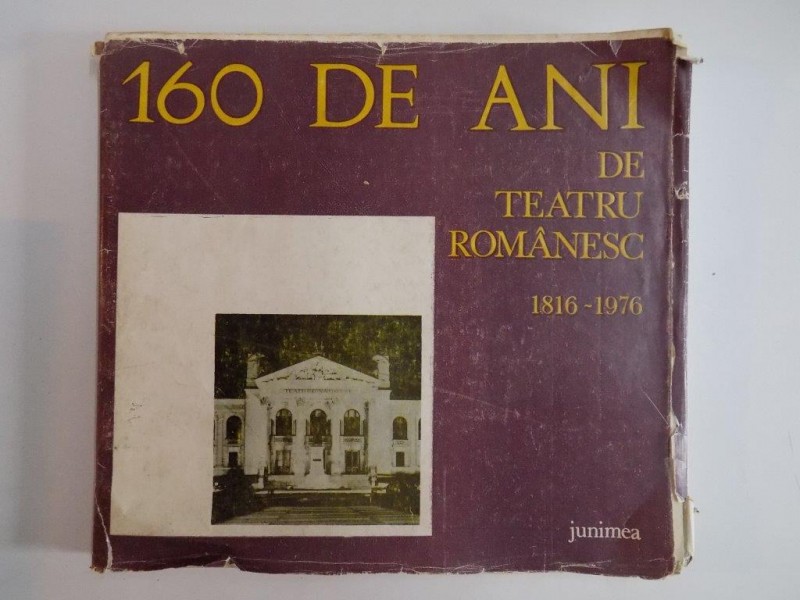 160 DE ANI
DE
TEATRU
ROMÂNESC
1816-1976
junimea